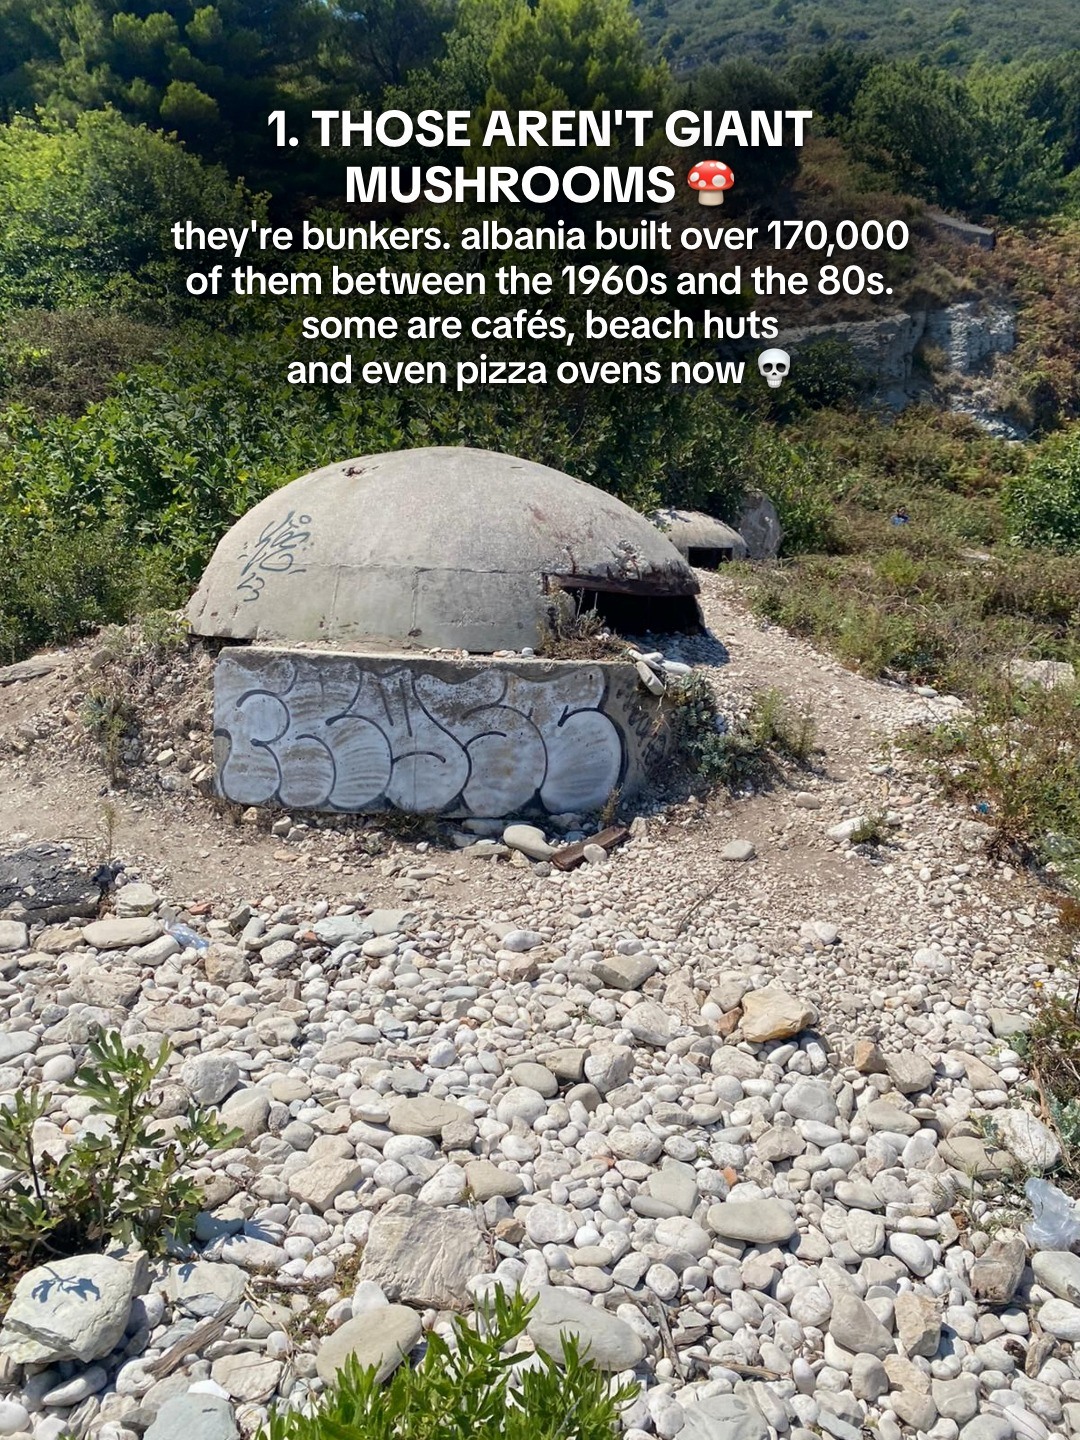 1. THOSE AREN'T GIANT
MUSHROOMS 🍄
they're bunkers. albania built over 170,000
of them between the 1960s and the 80s.
some are cafés, beach huts
and even pizza ovens now 💀